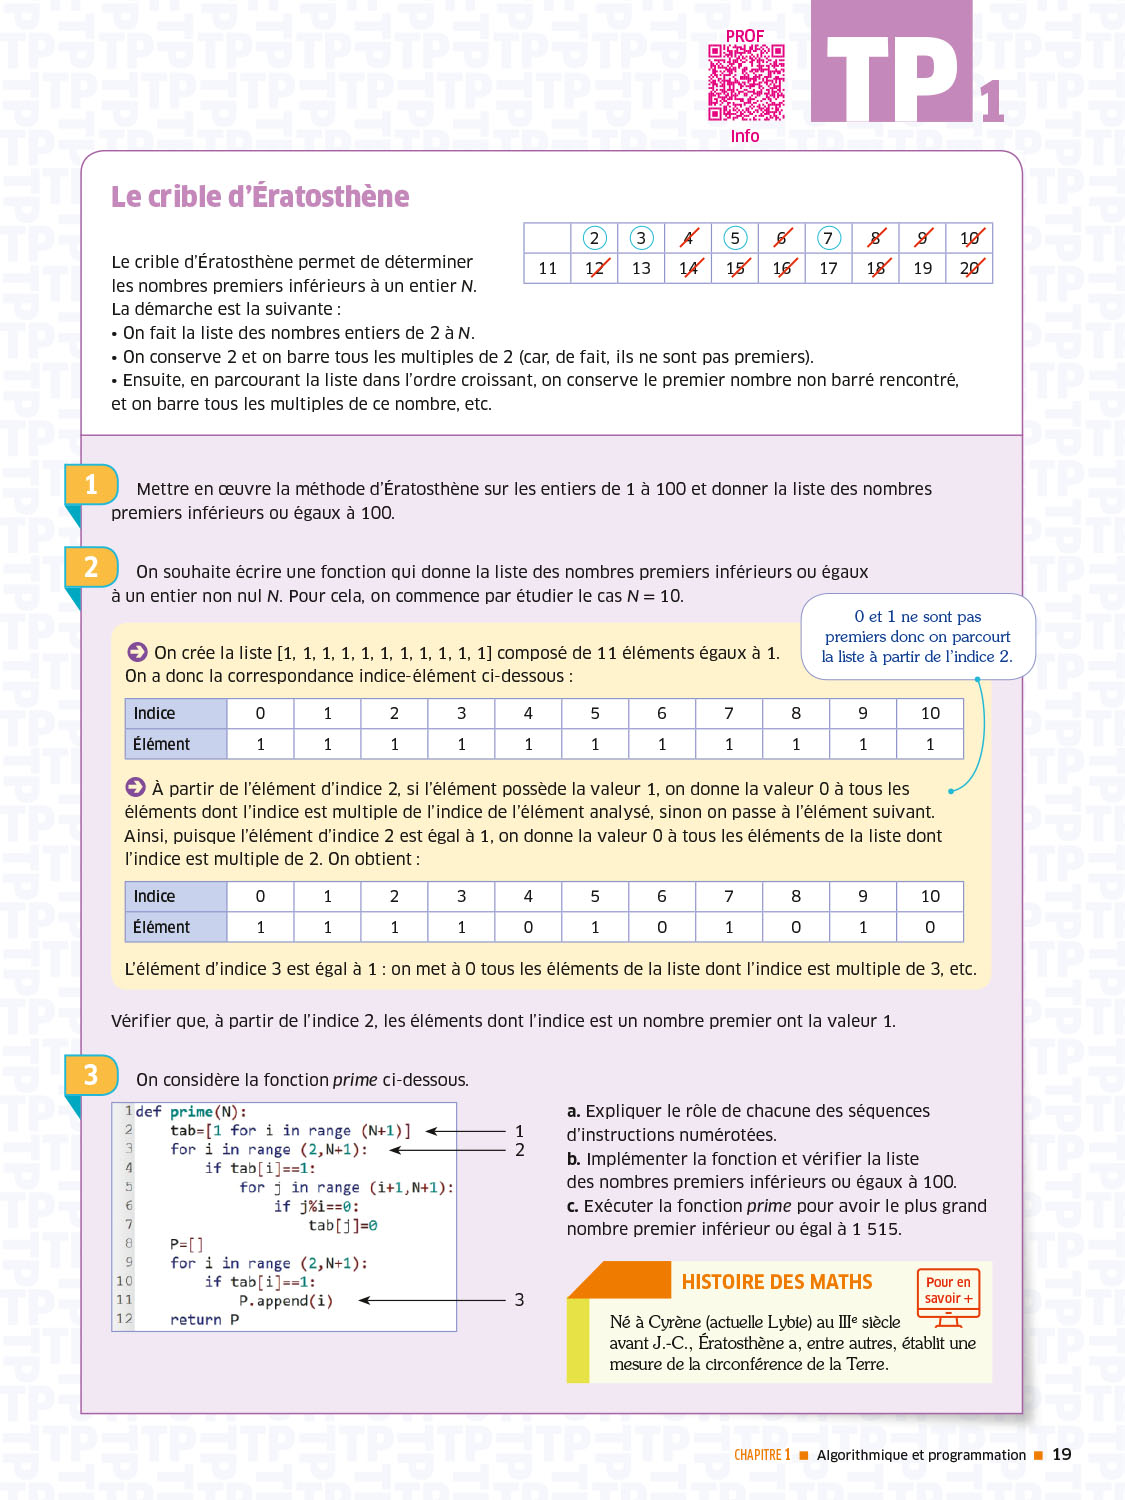 PROF
Info
TP 1
Le crible d'Ératosthène
2 3 4 5 6 7 8 9 10
11 12 13 14 15 16 17 18 19 20
Le crible d'Ératosthène permet de déterminer
les nombres premiers inférieurs à un entier N.
La démarche est la suivante :
• On fait la liste des nombres entiers de 2 à N.
• On conserve 2 et on barre tous les multiples de 2 (car, de fait, ils ne sont pas premiers).
• Ensuite, en parcourant la liste dans l'ordre croissant, on conserve le premier nombre non barré rencontré,
et on barre tous les multiples de ce nombre, etc.
1 Mettre en œuvre la méthode d'Ératosthène sur les entiers de 1 à 100 et donner la liste des nombres
premiers inférieurs ou égaux à 100.
2 On souhaite écrire une fonction qui donne la liste des nombres premiers inférieurs ou égaux
à un entier non nul N. Pour cela, on commence par étudier le cas N = 10.
0 et 1 ne sont pas
premiers donc on parcourt
la liste à partir de l'indice 2.
On crée la liste [1, 1, 1, 1, 1, 1, 1, 1, 1, 1, 1] composé de 11 éléments égaux à 1.
On a donc la correspondance indice-élément ci-dessous :
Indice 0 1 2 3 4 5 6 7 8 9 10
Élément 1 1 1 1 1 1 1 1 1 1 1
À partir de l'élément d'indice 2, si l'élément possède la valeur 1, on donne la valeur 0 à tous les
éléments dont l'indice est multiple de l'indice de l'élément analysé, sinon on passe à l'élément suivant.
Ainsi, puisque l'élément d'indice 2 est égal à 1, on donne la valeur 0 à tous les éléments de la liste dont
l'indice est multiple de 2. On obtient :
Indice 0 1 2 3 4 5 6 7 8 9 10
Élément 1 1 1 1 0 1 0 1 0 1 0
L'élément d'indice 3 est égal à 1 : on met à 0 tous les éléments de la liste dont l'indice est multiple de 3, etc.
Vérifier que, à partir de l'indice 2, les éléments dont l'indice est un nombre premier ont la valeur 1.
3 On considère la fonction prime ci-dessous.
1 def prime(N):
2 tab=[1 for i in range (N+1)] 1
3 for i in range (2,N+1): 2
4 if tab[i]==1:
5 for j in range (i+1,N+1):
6 if j%i==0:
7 tab[j]=0
8 P=[]
9 for i in range (2,N+1):
10 if tab[i]==1:
11 P.append(i) 3
12 return P
a. Expliquer le rôle de chacune des séquences
d'instructions numérotées.
b. Implémenter la fonction et vérifier la liste
des nombres premiers inférieurs ou égaux à 100.
c. Exécuter la fonction prime pour avoir le plus grand
nombre premier inférieur ou égal à 1 515.
HISTOIRE DES MATHS
Pour en
savoir +
Né à Cyrène (actuelle Lybie) au IIIe siècle
avant J.-C., Ératosthène a, entre autres, établit une
mesure de la circonférence de la Terre.
CHAPITRE 1 ■ Algorithmique et programmation ■ 19